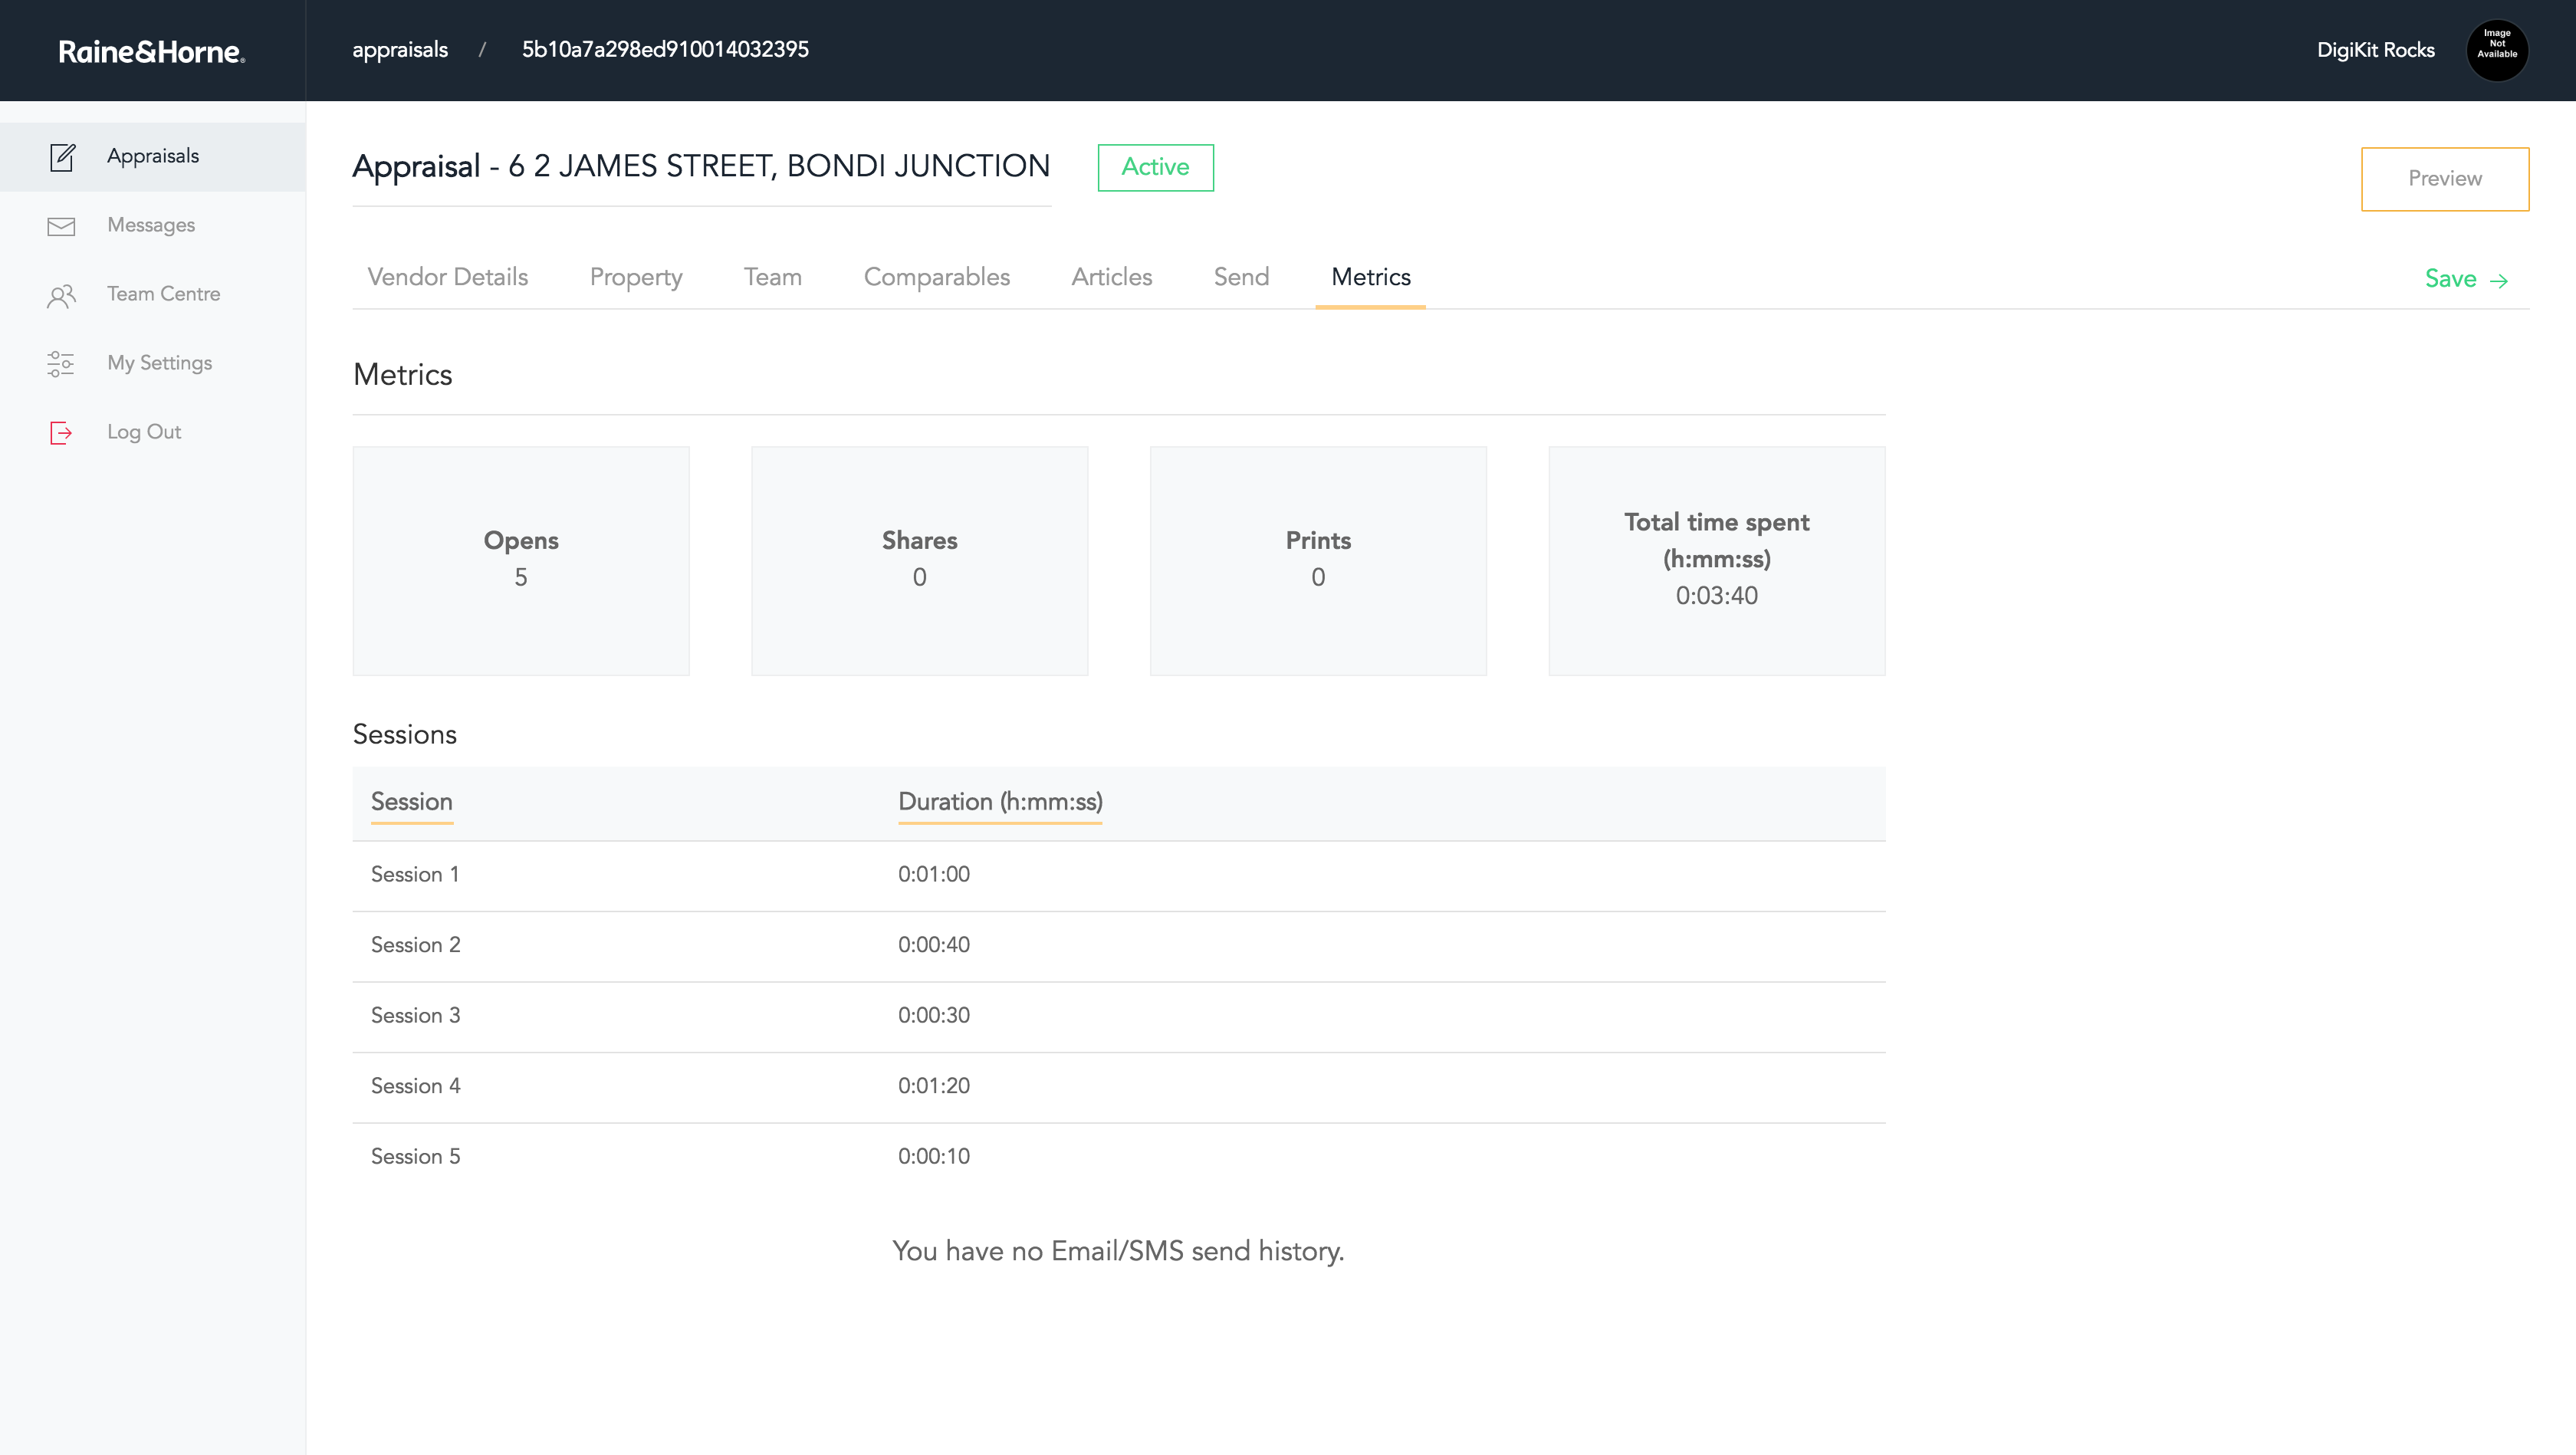 Raine&Horne.
appraisals / 5b10a7a298ed910014032395
DigiKit Rocks
Image
Not
Available
Appraisals
Messages
Team Centre
My Settings
Log Out
Appraisal - 6 2 JAMES STREET, BONDI JUNCTION
Active
Preview
Vendor Details Property Team Comparables Articles Send Metrics
Save →
Metrics
Opens
5
Shares
0
Prints
0
Total time spent
(h:mm:ss)
0:03:40
Sessions
Session Duration (h:mm:ss)
Session 1 0:01:00
Session 2 0:00:40
Session 3 0:00:30
Session 4 0:01:20
Session 5 0:00:10
You have no Email/SMS send history.